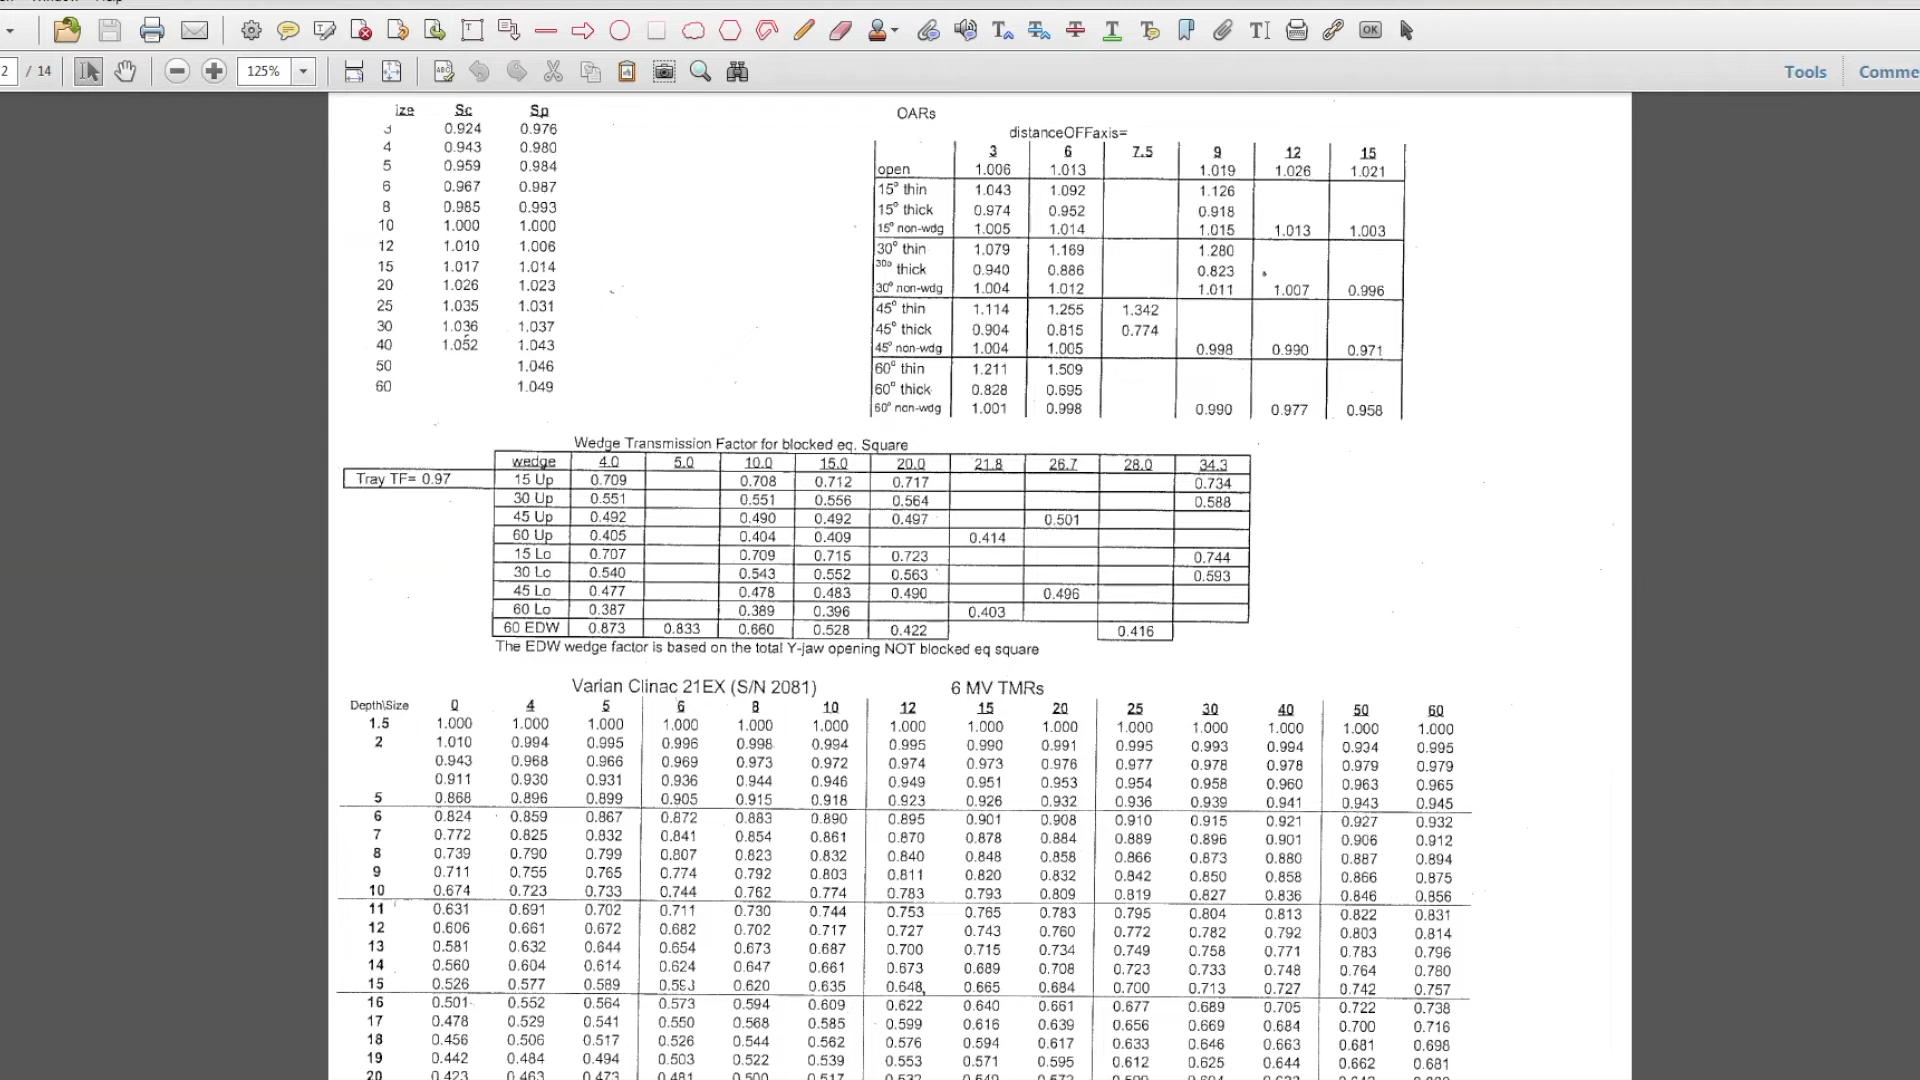 2 / 14 125% Tools Comme
ize Sc Sp
3 0.924 0.976
4 0.943 0.980
5 0.959 0.984
6 0.967 0.987
8 0.985 0.993
10 1.000 1.000
12 1.010 1.006
15 1.017 1.014
20 1.026 1.023
25 1.035 1.031
30 1.036 1.037
40 1.052 1.043
50 1.046
60 1.049
OARs
distanceOFFaxis=
3 6 7.5 9 12 15
open 1.006 1.013 1.019 1.026 1.021
15° thin 1.043 1.092 1.126
15° thick 0.974 0.952 0.918
15° non-wdg 1.005 1.014 1.015 1.013 1.003
30° thin 1.079 1.169 1.280
30° thick 0.940 0.886 0.823
30° non-wdg 1.004 1.012 1.011 1.007 0.996
45° thin 1.114 1.255 1.342
45° thick 0.904 0.815 0.774
45° non-wdg 1.004 1.005 0.998 0.990 0.971
60° thin 1.211 1.509
60° thick 0.828 0.695
60° non-wdg 1.001 0.998 0.990 0.977 0.958
Wedge Transmission Factor for blocked eq. Square
wedge 4.0 5.0 10.0 15.0 20.0 21.8 26.7 28.0 34.3
Tray TF= 0.97 15 Up 0.709 0.708 0.712 0.717 0.734
30 Up 0.551 0.551 0.556 0.564 0.588
45 Up 0.492 0.490 0.492 0.497 0.501
60 Up 0.405 0.404 0.409 0.414
15 Lo 0.707 0.709 0.715 0.723 0.744
30 Lo 0.540 0.543 0.552 0.563 0.593
45 Lo 0.477 0.478 0.483 0.490 0.496
60 Lo 0.387 0.389 0.396 0.403
60 EDW 0.873 0.833 0.660 0.528 0.422 0.416
The EDW wedge factor is based on the total Y-jaw opening NOT blocked eq square
Varian Clinac 21EX (S/N 2081) 6 MV TMRs
Depth\Size 0 4 5 6 8 10 12 15 20 25 30 40 50 60
1.5 1.000 1.000 1.000 1.000 1.000 1.000 1.000 1.000 1.000 1.000 1.000 1.000 1.000 1.000
2 1.010 0.994 0.995 0.996 0.998 0.994 0.995 0.990 0.991 0.995 0.993 0.994 0.994 0.995
0.943 0.968 0.966 0.969 0.973 0.972 0.974 0.973 0.976 0.977 0.978 0.978 0.979 0.979
0.911 0.930 0.931 0.936 0.944 0.946 0.949 0.951 0.953 0.954 0.958 0.960 0.963 0.965
5 0.868 0.896 0.899 0.905 0.915 0.918 0.923 0.926 0.932 0.936 0.939 0.941 0.943 0.945
6 0.824 0.859 0.867 0.872 0.883 0.890 0.895 0.901 0.908 0.910 0.915 0.921 0.927 0.932
7 0.772 0.825 0.832 0.841 0.854 0.861 0.870 0.878 0.884 0.889 0.896 0.901 0.906 0.912
8 0.739 0.790 0.799 0.807 0.823 0.832 0.840 0.848 0.858 0.866 0.873 0.880 0.887 0.894
9 0.711 0.755 0.765 0.774 0.792 0.803 0.811 0.820 0.832 0.842 0.850 0.858 0.866 0.875
10 0.674 0.723 0.733 0.744 0.762 0.774 0.783 0.793 0.809 0.819 0.827 0.836 0.846 0.856
11 0.631 0.691 0.702 0.711 0.730 0.744 0.753 0.765 0.783 0.795 0.804 0.813 0.822 0.831
12 0.606 0.661 0.672 0.682 0.702 0.717 0.727 0.743 0.760 0.772 0.782 0.792 0.803 0.814
13 0.581 0.632 0.644 0.654 0.673 0.687 0.700 0.715 0.734 0.749 0.758 0.771 0.783 0.796
14 0.560 0.604 0.614 0.624 0.647 0.661 0.673 0.689 0.708 0.723 0.733 0.748 0.764 0.780
15 0.526 0.577 0.589 0.593 0.620 0.635 0.648 0.665 0.684 0.700 0.713 0.727 0.742 0.757
16 0.501 0.552 0.564 0.573 0.594 0.609 0.622 0.640 0.661 0.677 0.689 0.705 0.722 0.738
17 0.478 0.529 0.541 0.550 0.568 0.585 0.599 0.616 0.639 0.656 0.669 0.684 0.700 0.716
18 0.456 0.506 0.517 0.526 0.544 0.562 0.576 0.594 0.617 0.633 0.646 0.663 0.681 0.698
19 0.442 0.484 0.494 0.503 0.522 0.539 0.553 0.571 0.595 0.612 0.625 0.644 0.662 0.681
20 0.423 0.463 0.473 0.481 0.500 0.517